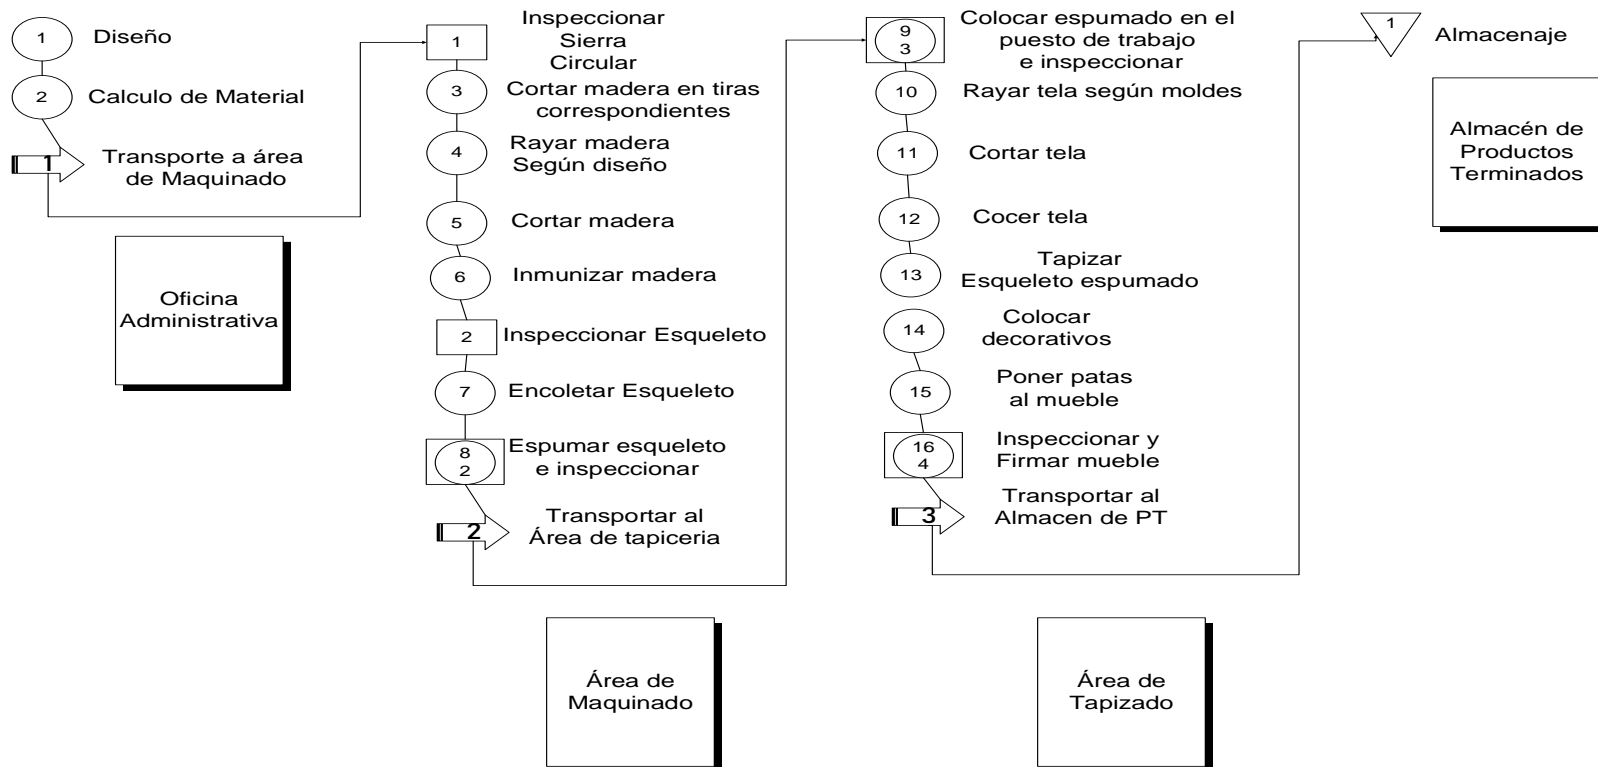 1
Diseño
2
Calculo de Material
1
Transporte a área
de Maquinado
Oficina
Administrativa
1
Inspeccionar
Sierra
Circular
3
Cortar madera en tiras
correspondientes
4
Rayar madera
Según diseño
5
Cortar madera
6
Inmunizar madera
2
Inspeccionar Esqueleto
7
Encoletar Esqueleto
8
2
Espumar esqueleto
e inspeccionar
2
Transportar al
Área de tapiceria
Área de
Maquinado
9
3
Colocar espumado en el
puesto de trabajo
e inspeccionar
10
Rayar tela según moldes
11
Cortar tela
12
Cocer tela
13
Tapizar
Esqueleto espumado
14
Colocar
decorativos
15
Poner patas
al mueble
16
4
Inspeccionar y
Firmar mueble
3
Transportar al
Almacen de PT
Área de
Tapizado
1
Almacenaje
Almacén de
Productos
Terminados